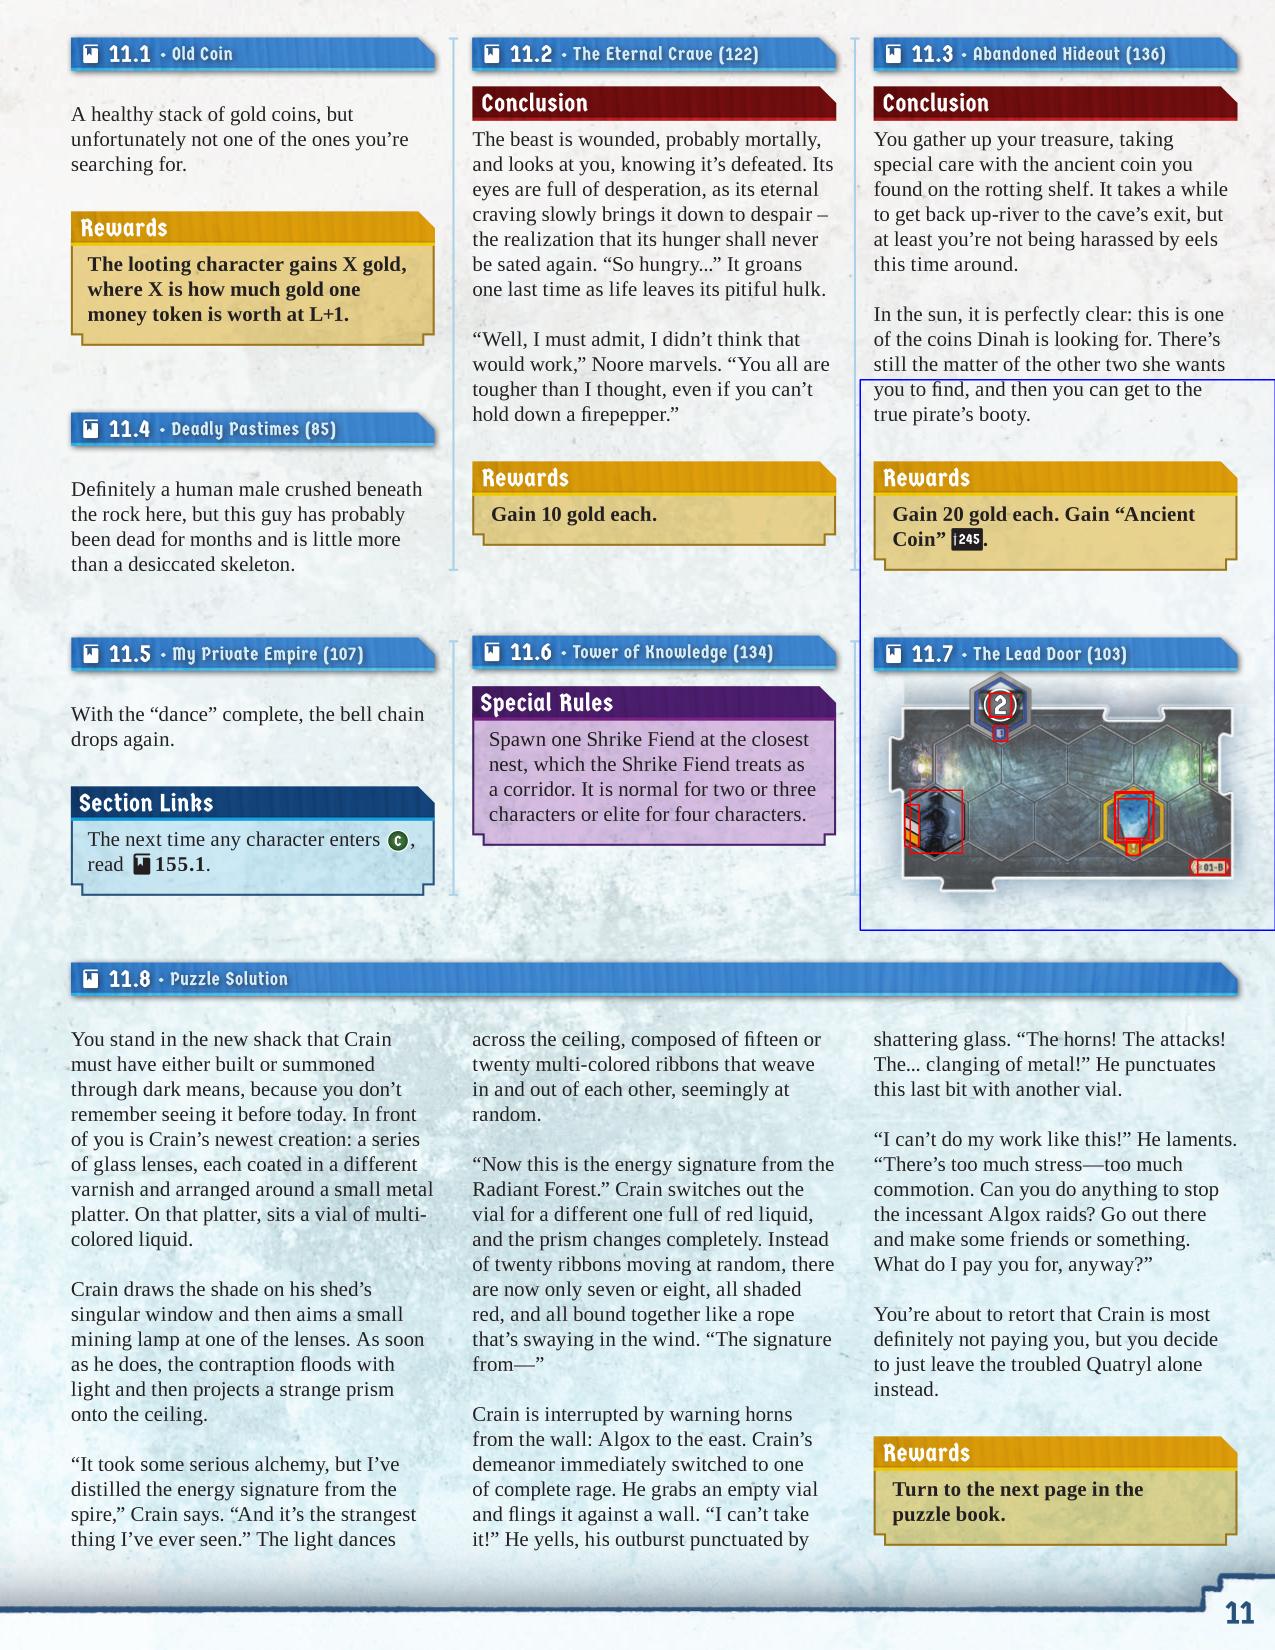 11.1 • Old Coin
A healthy stack of gold coins, but
unfortunately not one of the ones you’re
searching for.
Rewards
The looting character gains X gold,
where X is how much gold one
money token is worth at L+1.
11.2 • The Eternal Crave (122)
Conclusion
The beast is wounded, probably mortally,
and looks at you, knowing it’s defeated. Its
eyes are full of desperation, as its eternal
craving slowly brings it down to despair –
the realization that its hunger shall never
be sated again. “So hungry...” It groans
one last time as life leaves its pitiful hulk.
“Well, I must admit, I didn’t think that
would work,” Noore marvels. “You all are
tougher than I thought, even if you can’t
hold down a firepepper.”
Rewards
Gain 10 gold each.
11.3 • Abandoned Hideout (136)
Conclusion
You gather up your treasure, taking
special care with the ancient coin you
found on the rotting shelf. It takes a while
to get back up-river to the cave’s exit, but
at least you’re not being harassed by eels
this time around.
In the sun, it is perfectly clear: this is one
of the coins Dinah is looking for. There’s
still the matter of the other two she wants
you to find, and then you can get to the
true pirate’s booty.
Rewards
Gain 20 gold each. Gain “Ancient
Coin” 245.
11.4 • Deadly Pastimes (85)
Definitely a human male crushed beneath
the rock here, but this guy has probably
been dead for months and is little more
than a desiccated skeleton.
11.5 • My Private Empire (107)
With the “dance” complete, the bell chain
drops again.
Section Links
The next time any character enters C,
read 155.1.
11.6 • Tower of Knowledge (134)
Special Rules
Spawn one Shrike Fiend at the closest
nest, which the Shrike Fiend treats as
a corridor. It is normal for two or three
characters or elite for four characters.
11.7 • The Lead Door (103)
2
01-B
11.8 • Puzzle Solution
You stand in the new shack that Crain
must have either built or summoned
through dark means, because you don’t
remember seeing it before today. In front
of you is Crain’s newest creation: a series
of glass lenses, each coated in a different
varnish and arranged around a small metal
platter. On that platter, sits a vial of multi-
colored liquid.
Crain draws the shade on his shed’s
singular window and then aims a small
mining lamp at one of the lenses. As soon
as he does, the contraption floods with
light and then projects a strange prism
onto the ceiling.
“It took some serious alchemy, but I’ve
distilled the energy signature from the
spire,” Crain says. “And it’s the strangest
thing I’ve ever seen.” The light dances
across the ceiling, composed of fifteen or
twenty multi-colored ribbons that weave
in and out of each other, seemingly at
random.
“Now this is the energy signature from the
Radiant Forest.” Crain switches out the
vial for a different one full of red liquid,
and the prism changes completely. Instead
of twenty ribbons moving at random, there
are now only seven or eight, all shaded
red, and all bound together like a rope
that’s swaying in the wind. “The signature
from—”
Crain is interrupted by warning horns
from the wall: Algox to the east. Crain’s
demeanor immediately switched to one
of complete rage. He grabs an empty vial
and flings it against a wall. “I can’t take
it!” He yells, his outburst punctuated by
shattering glass. “The horns! The attacks!
The... clanging of metal!” He punctuates
this last bit with another vial.
“I can’t do my work like this!” He laments.
“There’s too much stress—too much
commotion. Can you do anything to stop
the incessant Algox raids? Go out there
and make some friends or something.
What do I pay you for, anyway?”
You’re about to retort that Crain is most
definitely not paying you, but you decide
to just leave the troubled Quatryl alone
instead.
Rewards
Turn to the next page in the
puzzle book.
11